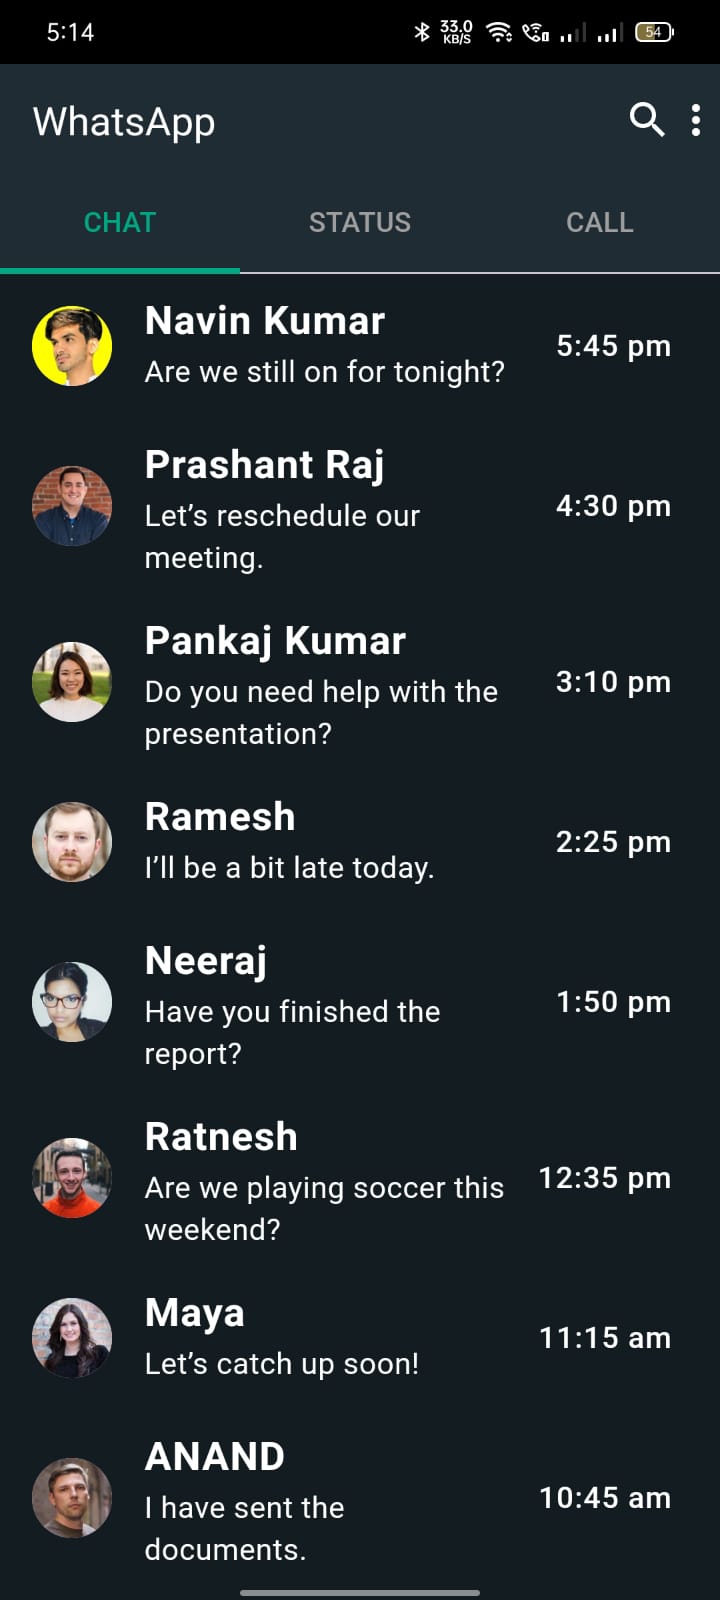 5:14
33.0
KB/S
54
WhatsApp
CHAT
STATUS
CALL
Navin Kumar
Are we still on for tonight?
5:45 pm
Prashant Raj
Let’s reschedule our
meeting.
4:30 pm
Pankaj Kumar
Do you need help with the
presentation?
3:10 pm
Ramesh
I’ll be a bit late today.
2:25 pm
Neeraj
Have you finished the
report?
1:50 pm
Ratnesh
Are we playing soccer this
weekend?
12:35 pm
Maya
Let’s catch up soon!
11:15 am
ANAND
I have sent the
documents.
10:45 am